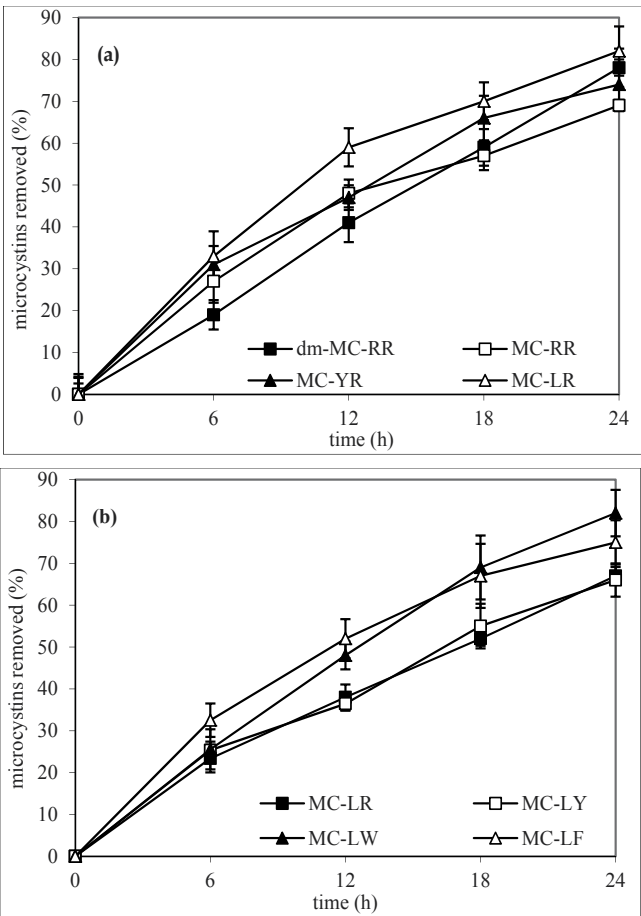 90
80
70
60
50
40
30
20
10
0
microcystins removed (%)
(a)
dm-MC-RR MC-RR
MC-YR MC-LR
0 6 12 18 24
time (h)
90
80
70
60
50
40
30
20
10
0
microcystins removed (%)
(b)
MC-LR MC-LY
MC-LW MC-LF
0 6 12 18 24
time (h)